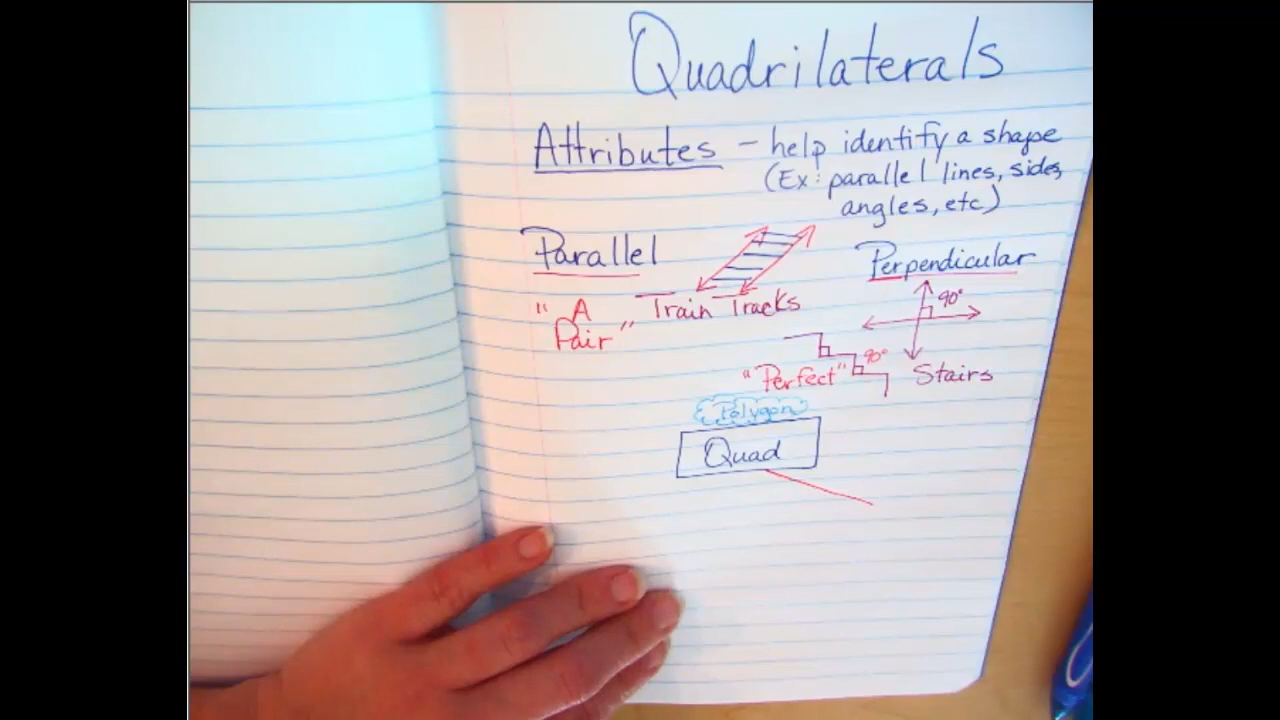 Quadrilaterals
Attributes - help identify a shape
(Ex: parallel lines, sides,
angles, etc)
Parallel
Perpendicular
90°
" A
Pair "
Train Tracks
90°
"Perfect"
Stairs
Polygon
Quad